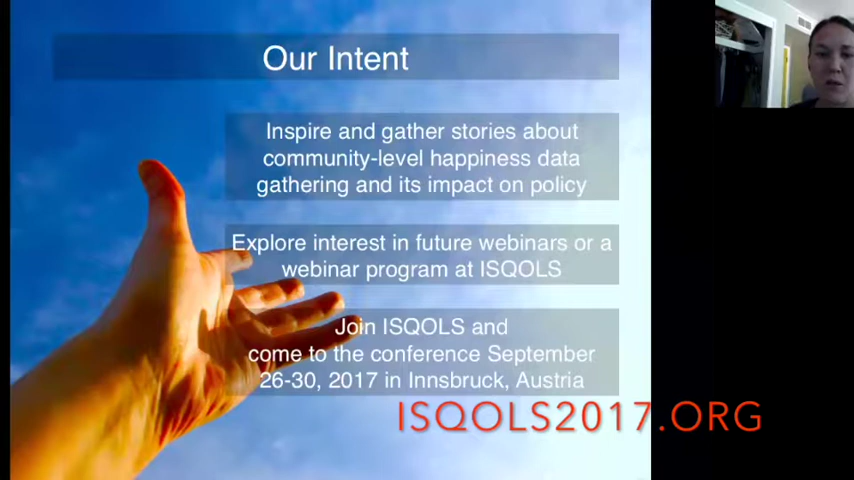 Our Intent
Inspire and gather stories about
community-level happiness data
gathering and its impact on policy
Explore interest in future webinars or a
webinar program at ISQOLS
Join ISQOLS and
come to the conference September
26-30, 2017 in Innsbruck, Austria
ISQOLS2017.ORG